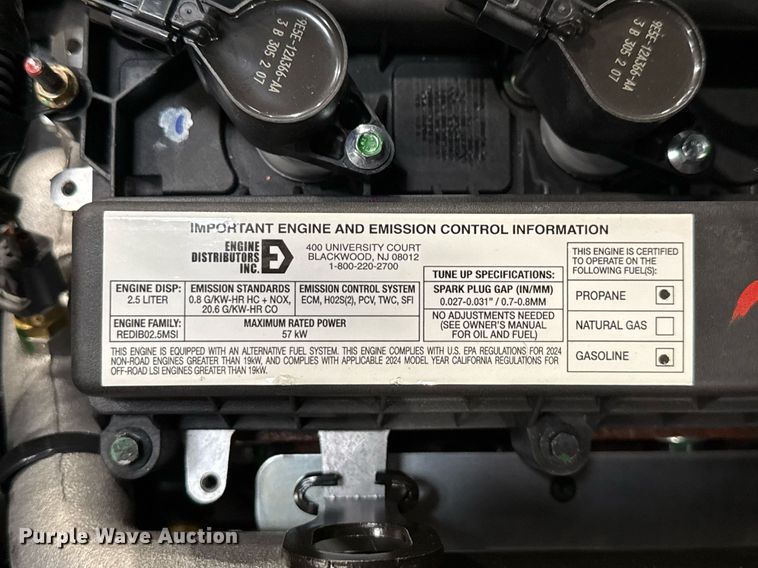 9E5E-12A366-AA
3 B 305 2 07
9E5E-12A366-AA
3 B 305 2 07
IMPORTANT ENGINE AND EMISSION CONTROL INFORMATION
ENGINE
DISTRIBUTORS
INC.
E
400 UNIVERSITY COURT
BLACKWOOD, NJ 08012
1-800-220-2700
ENGINE DISP:
2.5 LITER
EMISSION STANDARDS
0.8 G/KW-HR HC + NOX,
20.6 G/KW-HR CO
EMISSION CONTROL SYSTEM
ECM, H02S(2), PCV, TWC, SFI
ENGINE FAMILY:
REDIB02.5MSI
MAXIMUM RATED POWER
57 kW
TUNE UP SPECIFICATIONS:
SPARK PLUG GAP (IN/MM)
0.027-0.031" / 0.7-0.8MM
NO ADJUSTMENTS NEEDED
(SEE OWNER'S MANUAL
FOR OIL AND FUEL)
THIS ENGINE IS CERTIFIED
TO OPERATE ON THE
FOLLOWING FUEL(S):
PROPANE
NATURAL GAS
GASOLINE
THIS ENGINE IS EQUIPPED WITH AN ALTERNATIVE FUEL SYSTEM. THIS ENGINE COMPLIES WITH U.S. EPA REGULATIONS FOR 2024
NON-ROAD ENGINES GREATER THAN 19kW, AND COMPLIES WITH APPLICABLE 2024 MODEL YEAR CALIFORNIA REGULATIONS FOR
OFF-ROAD LSI ENGINES GREATER THAN 19kW.
Purple Wave Auction